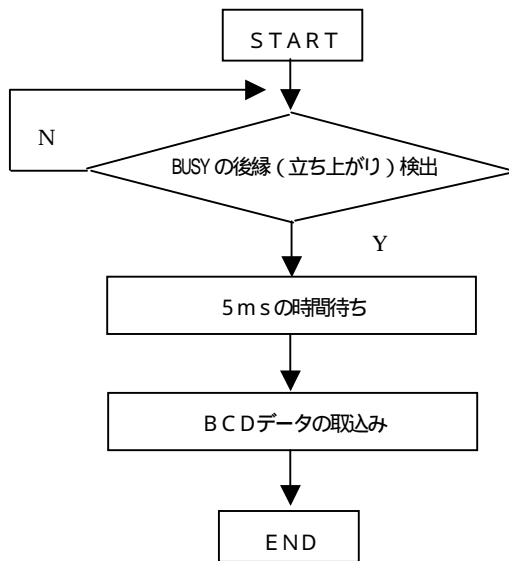 ＳＴＡＲＴ
N
BUSY の後縁（立ち上がり）検出
Y
５ｍｓの時間待ち
ＢＣＤデータの取込み
ＥＮＤ